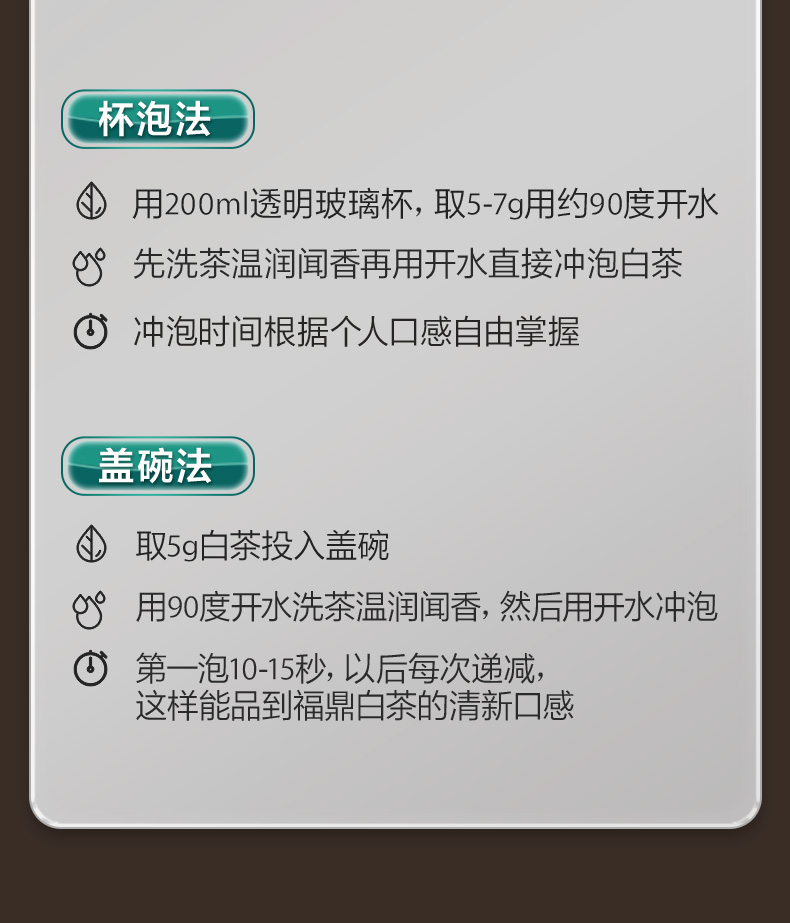 杯泡法
用200ml透明玻璃杯，取5-7g用约90度开水
先洗茶温润闻香再用开水直接冲泡白茶
冲泡时间根据个人口感自由掌握
盖碗法
取5g白茶投入盖碗
用90度开水洗茶温润闻香，然后用开水冲泡
第一泡10-15秒，以后每次递减，
这样能品到福鼎白茶的清新口感